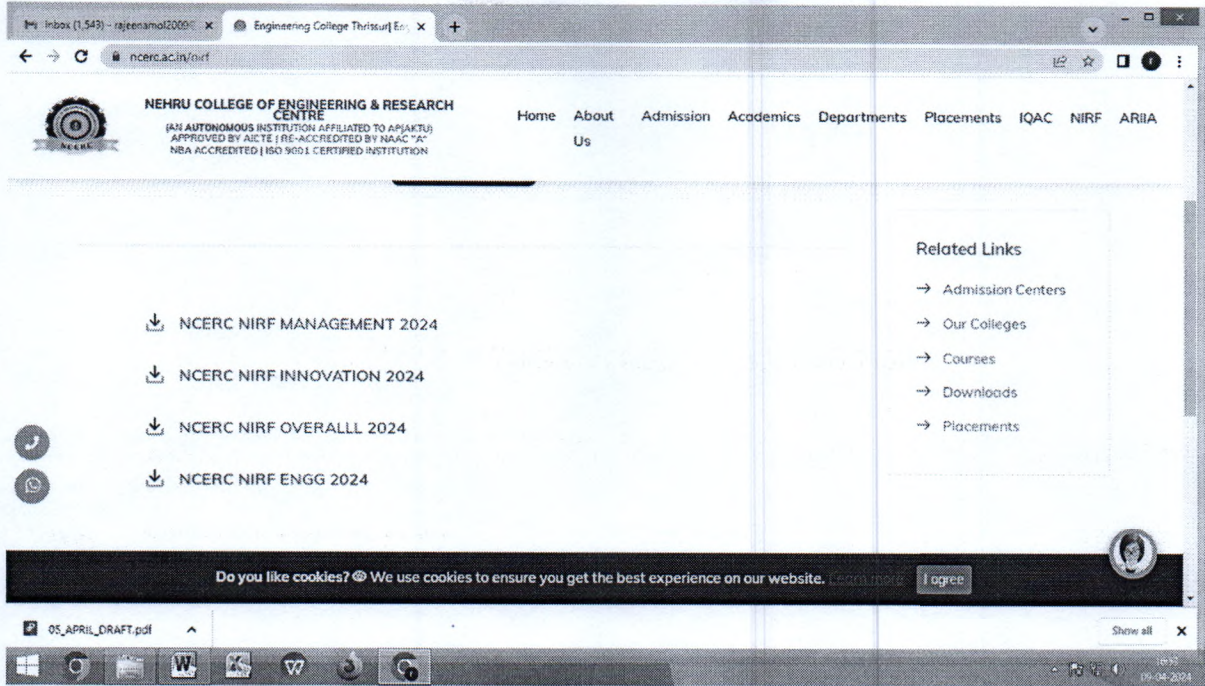 Inbox (1,543) - rajeenamol2009
Engineering College Thrissur| En
ncerc.ac.in/nirf
NCERC
NEHRU COLLEGE OF ENGINEERING & RESEARCH
CENTRE
(AN AUTONOMOUS INSTITUTION AFFILIATED TO APJAKTU)
APPROVED BY AICTE | RE-ACCREDITED BY NAAC "A"
NBA ACCREDITED | ISO 9001 CERTIFIED INSTITUTION
Home About Us Admission Academics Departments Placements IQAC NIRF ARIIA
NCERC NIRF MANAGEMENT 2024
NCERC NIRF INNOVATION 2024
NCERC NIRF OVERALLL 2024
NCERC NIRF ENGG 2024
Related Links
→ Admission Centers
→ Our Colleges
→ Courses
→ Downloads
→ Placements
Do you like cookies? 🍪 We use cookies to ensure you get the best experience on our website. Learn more I agree
05_APRIL_DRAFT.pdf
Show all X
09-04-2024